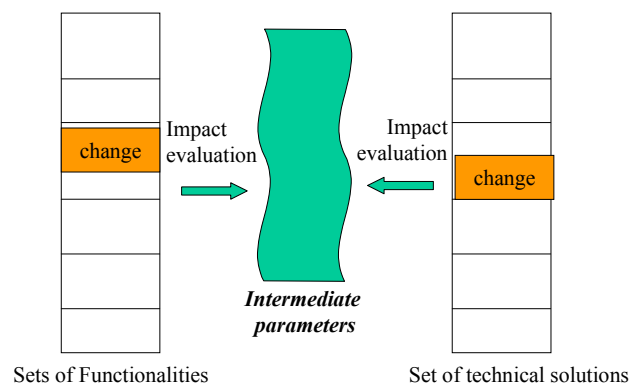 change
Impact
evaluation
Impact
evaluation
change
Intermediate
parameters
Sets of Functionalities
Set of technical solutions